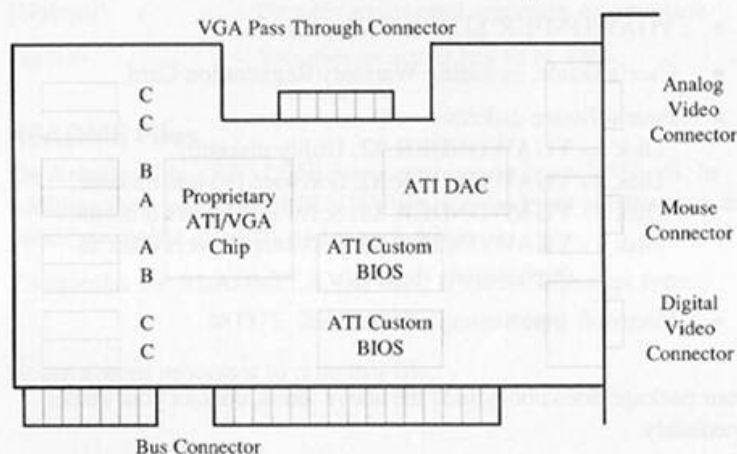 VGA Pass Through Connector
C
C
B
A
A
B
C
C
Proprietary
ATI/VGA
Chip
ATI DAC
ATI Custom
BIOS
ATI Custom
BIOS
Analog
Video
Connector
Mouse
Connector
Digital
Video
Connector
Bus Connector